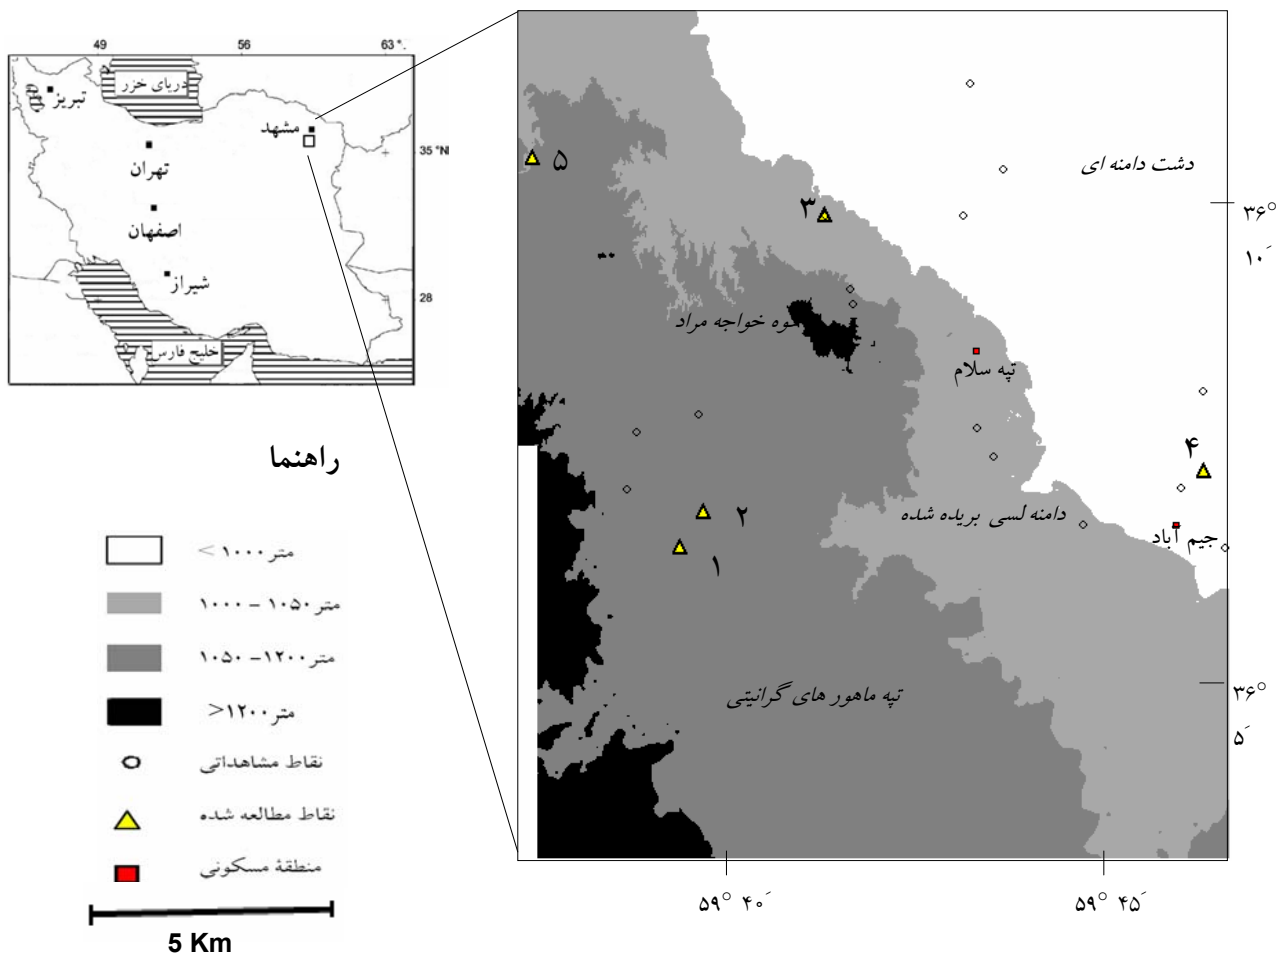 49 56 63 °.
دریای خزر
تبریز
مشهد
35 °N
تهران
اصفهان
شیراز
28
خلیج فارس
راهنما
< ۱۰۰۰ متر
۱۰۰۰ – ۱۰۵۰ متر
۱۰۵۰ – ۱۲۰۰ متر
>۱۲۰۰ متر
نقاط مشاهداتی
نقاط مطالعه شده
منطقۀ مسکونی
5 Km
دشت دامنه ای
۵
۳
۳۶°
۱۰´
خواجه مراد
تپه سلام
۴
۲
دامنه لسی بریده شده
جیم آباد
۱
تپه ماهور های گرانیتی
۳۶°
۵´
۵۹° ۴۰´
۵۹° ۴۵´